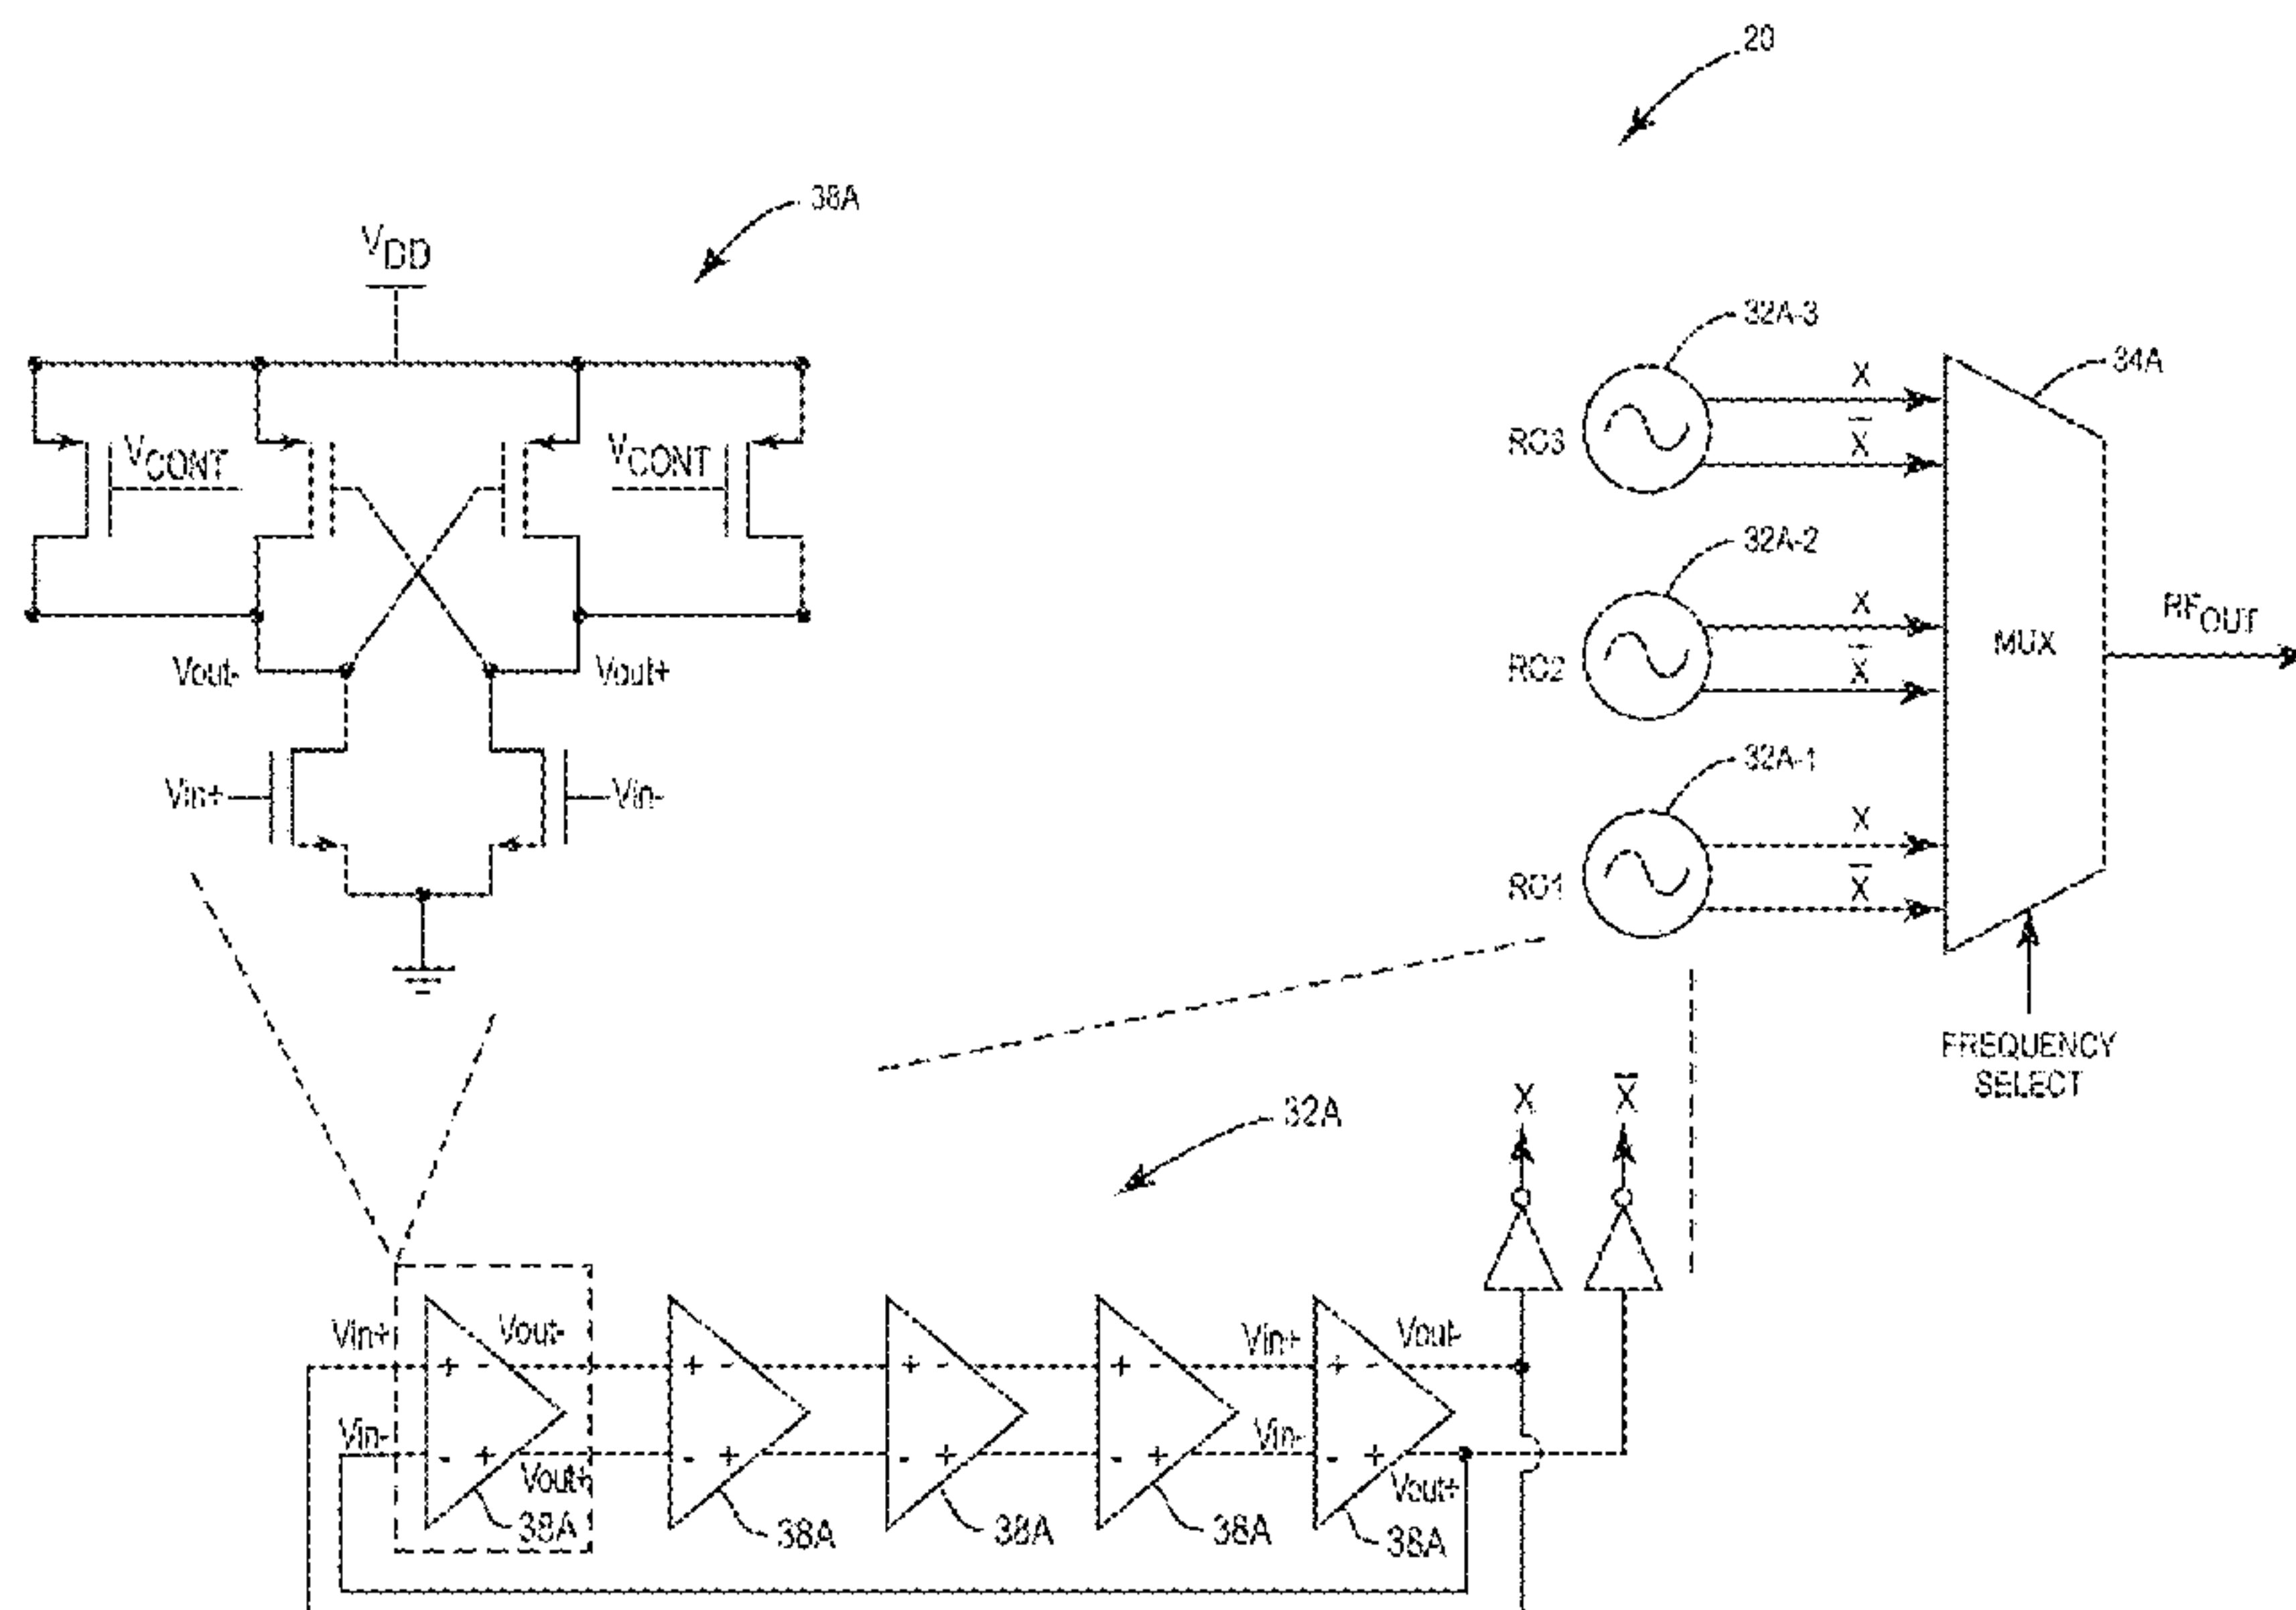 20
38A
VDD
32A-3
X
34A
VCONT
VCONT
RO3
X
32A-2
X
RFOUT
MUX
RO2
X
Vout-
Vout+
32A-1
Vin+
Vin-
X
RO1
X
FREQUENCY
SELECT
X
X
32A
Vin+
Vout-
Vin+
Vout-
+ -
+ -
+ -
+ -
+ -
Vin-
Vin-
- +
- +
- +
- +
- +
Vout+
Vout+
38A
38A
38A
38A
38A